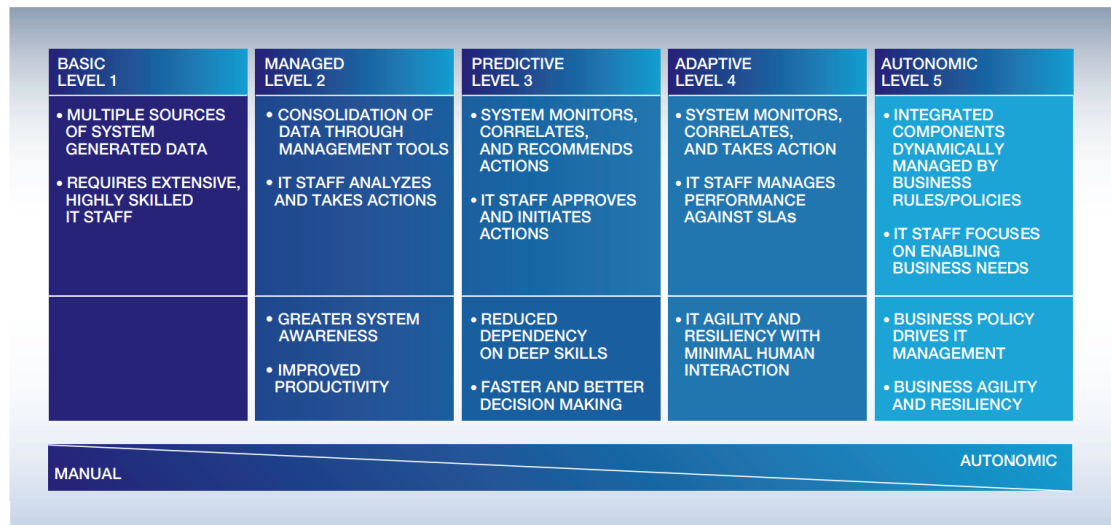 BASIC
LEVEL 1
• MULTIPLE SOURCES
OF SYSTEM
GENERATED DATA
• REQUIRES EXTENSIVE,
HIGHLY SKILLED
IT STAFF
MANAGED
LEVEL 2
• CONSOLIDATION OF
DATA THROUGH
MANAGEMENT TOOLS
• IT STAFF ANALYZES
AND TAKES ACTIONS
• GREATER SYSTEM
AWARENESS
• IMPROVED
PRODUCTIVITY
PREDICTIVE
LEVEL 3
• SYSTEM MONITORS,
CORRELATES,
AND RECOMMENDS
ACTIONS
• IT STAFF APPROVES
AND INITIATES
ACTIONS
• REDUCED
DEPENDENCY
ON DEEP SKILLS
• FASTER AND BETTER
DECISION MAKING
ADAPTIVE
LEVEL 4
• SYSTEM MONITORS,
CORRELATES,
AND TAKES ACTION
• IT STAFF MANAGES
PERFORMANCE
AGAINST SLAs
• IT AGILITY AND
RESILIENCY WITH
MINIMAL HUMAN
INTERACTION
AUTONOMIC
LEVEL 5
• INTEGRATED
COMPONENTS
DYNAMICALLY
MANAGED BY
BUSINESS
RULES/POLICIES
• IT STAFF FOCUSES
ON ENABLING
BUSINESS NEEDS
• BUSINESS POLICY
DRIVES IT
MANAGEMENT
• BUSINESS AGILITY
AND RESILIENCY
MANUAL
AUTONOMIC